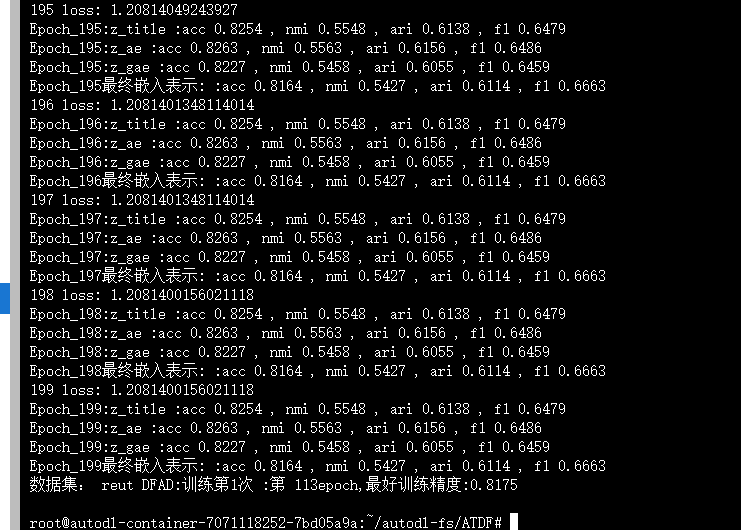 195 loss: 1.20814049243927
Epoch_195:z_title :acc 0.8254 , nmi 0.5548 , ari 0.6138 , f1 0.6479
Epoch_195:z_ae :acc 0.8263 , nmi 0.5563 , ari 0.6156 , f1 0.6486
Epoch_195:z_gae :acc 0.8227 , nmi 0.5458 , ari 0.6055 , f1 0.6459
Epoch_195最终嵌入表示: :acc 0.8164 , nmi 0.5427 , ari 0.6114 , f1 0.6663
196 loss: 1.2081401348114014
Epoch_196:z_title :acc 0.8254 , nmi 0.5548 , ari 0.6138 , f1 0.6479
Epoch_196:z_ae :acc 0.8263 , nmi 0.5563 , ari 0.6156 , f1 0.6486
Epoch_196:z_gae :acc 0.8227 , nmi 0.5458 , ari 0.6055 , f1 0.6459
Epoch_196最终嵌入表示: :acc 0.8164 , nmi 0.5427 , ari 0.6114 , f1 0.6663
197 loss: 1.2081401348114014
Epoch_197:z_title :acc 0.8254 , nmi 0.5548 , ari 0.6138 , f1 0.6479
Epoch_197:z_ae :acc 0.8263 , nmi 0.5563 , ari 0.6156 , f1 0.6486
Epoch_197:z_gae :acc 0.8227 , nmi 0.5458 , ari 0.6055 , f1 0.6459
Epoch_197最终嵌入表示: :acc 0.8164 , nmi 0.5427 , ari 0.6114 , f1 0.6663
198 loss: 1.2081400156021118
Epoch_198:z_title :acc 0.8254 , nmi 0.5548 , ari 0.6138 , f1 0.6479
Epoch_198:z_ae :acc 0.8263 , nmi 0.5563 , ari 0.6156 , f1 0.6486
Epoch_198:z_gae :acc 0.8227 , nmi 0.5458 , ari 0.6055 , f1 0.6459
Epoch_198最终嵌入表示: :acc 0.8164 , nmi 0.5427 , ari 0.6114 , f1 0.6663
199 loss: 1.2081400156021118
Epoch_199:z_title :acc 0.8254 , nmi 0.5548 , ari 0.6138 , f1 0.6479
Epoch_199:z_ae :acc 0.8263 , nmi 0.5563 , ari 0.6156 , f1 0.6486
Epoch_199:z_gae :acc 0.8227 , nmi 0.5458 , ari 0.6055 , f1 0.6459
Epoch_199最终嵌入表示: :acc 0.8164 , nmi 0.5427 , ari 0.6114 , f1 0.6663
数据集： reut DFAD:训练第1次 :第 113epoch,最好训练精度:0.8175
root@autodl-container-7071118252-7bd05a9a:~/autodl-fs/ATDF#